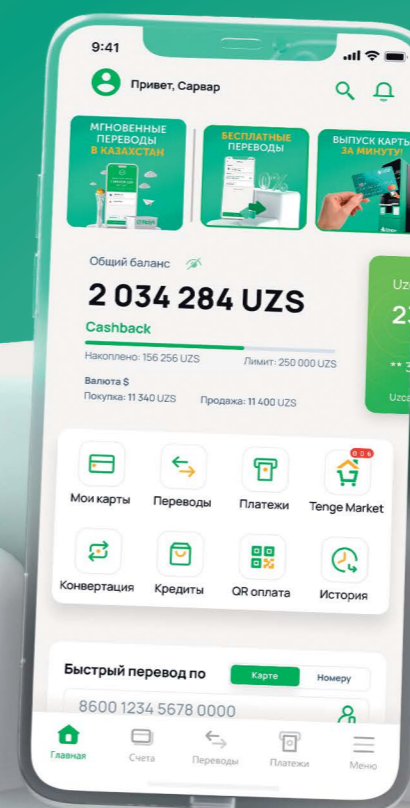 9:41
Привет, Сарвар
МГНОВЕННЫЕ
ПЕРЕВОДЫ
В КАЗАХСТАН
БЕСПЛАТНЫЕ
ПЕРЕВОДЫ
0%
ВЫПУСК КАРТЫ
ЗА МИНУТУ!
Общий баланс
2 034 284 UZS
Cashback
Накоплено: 156 256 UZS Лимит: 250 000 UZS
Валюта $
Покупка: 11 340 UZS Продажа: 11 400 UZS
Мои карты
Переводы
Платежи
Tenge Market
Конвертация
Кредиты
QR оплата
История
Быстрый перевод по
Карте
Номеру
8600 1234 5678 0000
Главная
Счета
Переводы
Платежи
Меню